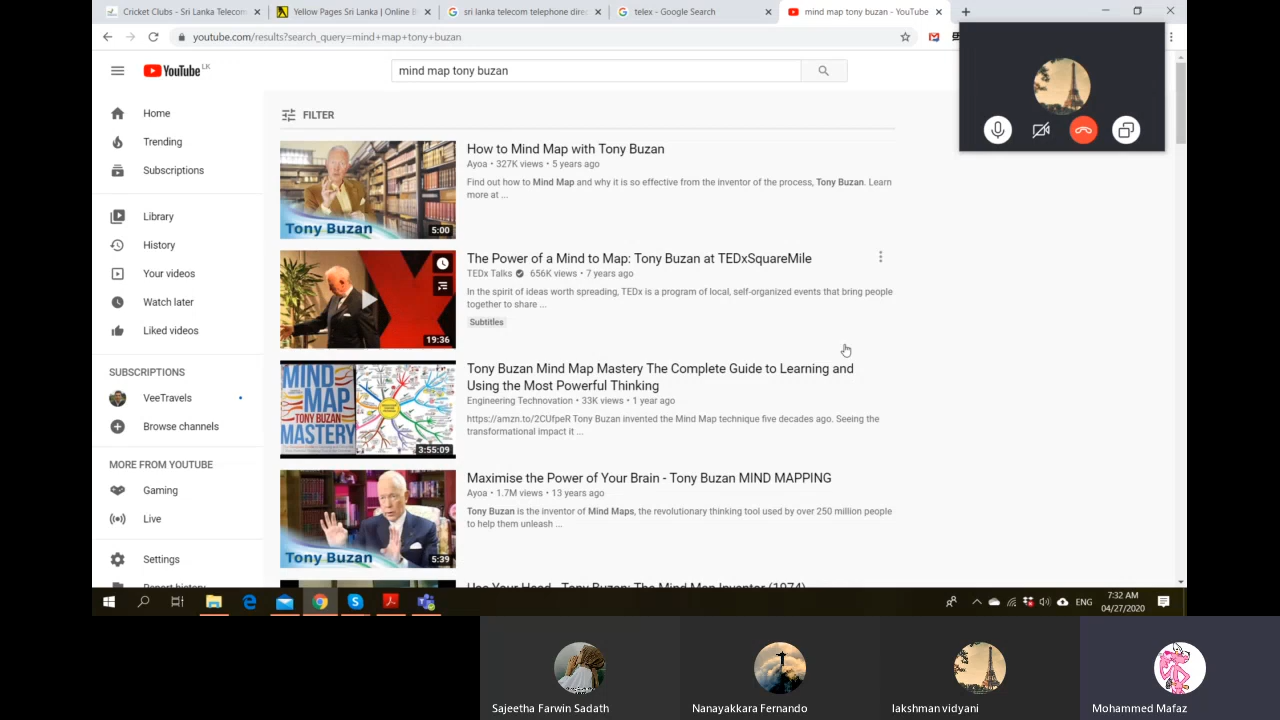 Cricket Clubs - Sri Lanka Telecom
Yellow Pages Sri Lanka | Online B
sri lanka telecom telephone direc
telex - Google Search
mind map tony buzan - YouTube
youtube.com/results?search_query=mind+map+tony+buzan
YouTube LK
mind map tony buzan
Home
Trending
Subscriptions
Library
History
Your videos
Watch later
Liked videos
SUBSCRIPTIONS
VeeTravels
Browse channels
MORE FROM YOUTUBE
Gaming
Live
Settings
Report history
FILTER
Tony Buzan
5:00
How to Mind Map with Tony Buzan
Ayoa • 327K views • 5 years ago
Find out how to Mind Map and why it is so effective from the inventor of the process, Tony Buzan. Learn
more at ...
19:36
The Power of a Mind to Map: Tony Buzan at TEDxSquareMile
TEDx Talks 656K views • 7 years ago
In the spirit of ideas worth spreading, TEDx is a program of local, self-organized events that bring people
together to share ...
Subtitles
MIND
MAP
TONY BUZAN
MASTERY
3:55:09
Tony Buzan Mind Map Mastery The Complete Guide to Learning and
Using the Most Powerful Thinking
Engineering Technovation • 33K views • 1 year ago
https://amzn.to/2CUfpeR Tony Buzan invented the Mind Map technique five decades ago. Seeing the
transformational impact it ...
Tony Buzan
5:39
Maximise the Power of Your Brain - Tony Buzan MIND MAPPING
Ayoa • 1.7M views • 13 years ago
Tony Buzan is the inventor of Mind Maps, the revolutionary thinking tool used by over 250 million people
to help them unleash ...
Use Your Head - Tony Buzan: The Mind Map Inventor (1974)
ENG
7:32 AM
04/27/2020
Sajeetha Farwin Sadath
Nanayakkara Fernando
lakshman vidyani
Mohammed Mafaz